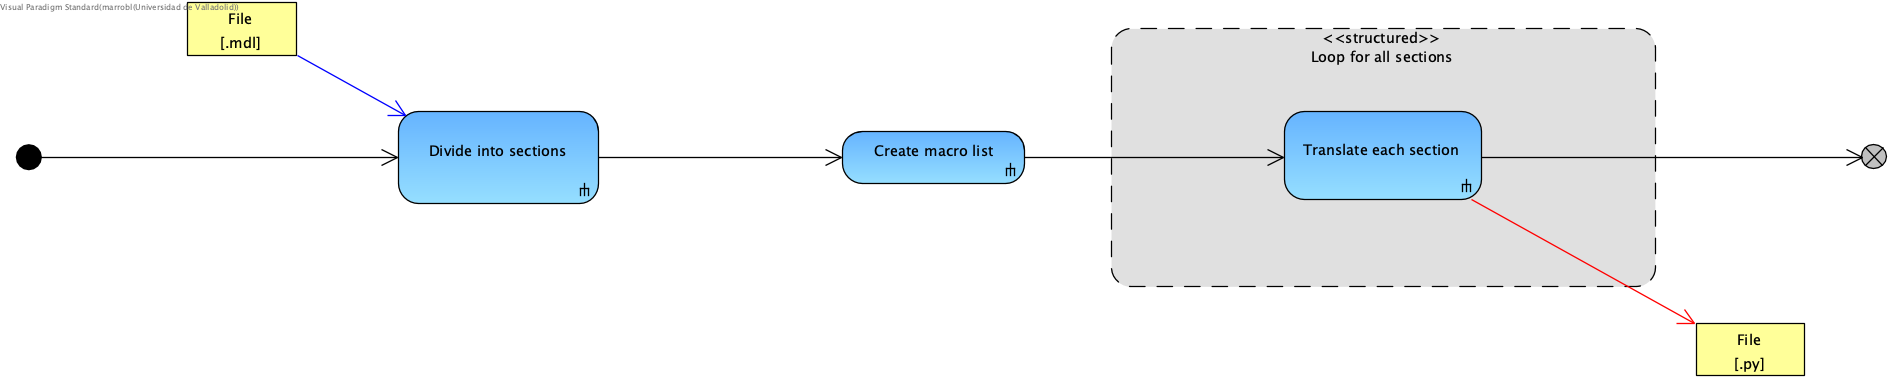 Visual Paradigm Standard(marrobl(Universidad de Valladolid))
File
[.mdl]
<<structured>>
Loop for all sections
Divide into sections
Create macro list
Translate each section
File
[.py]